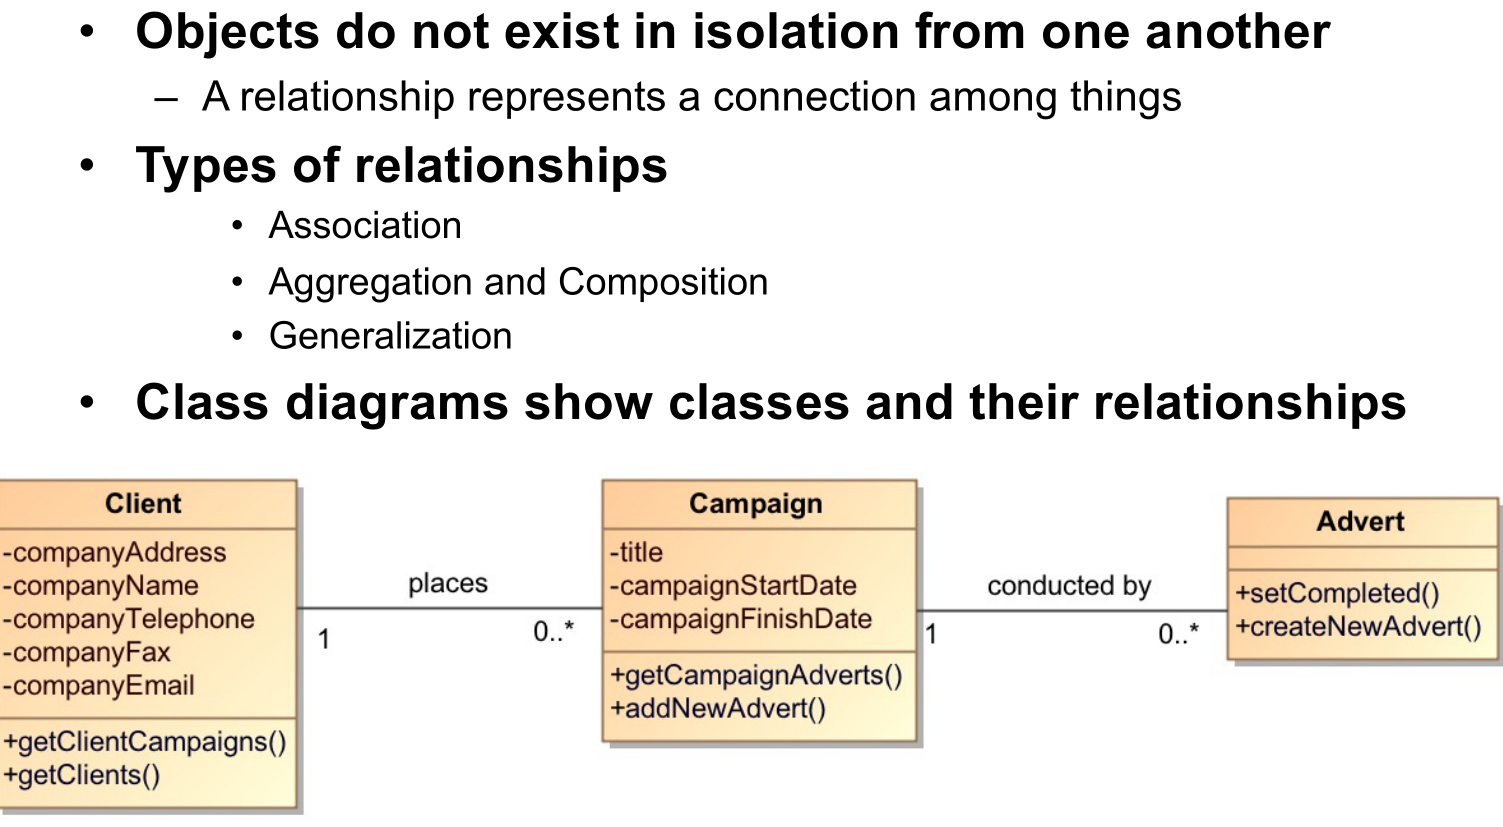 • Objects do not exist in isolation from one another
– A relationship represents a connection among things
• Types of relationships
• Association
• Aggregation and Composition
• Generalization
• Class diagrams show classes and their relationships
Client
-companyAddress
-companyName
-companyTelephone
-companyFax
-companyEmail
+getClientCampaigns()
+getClients()
places
1
0..*
Campaign
-title
-campaignStartDate
-campaignFinishDate
+getCampaignAdverts()
+addNewAdvert()
conducted by
1
0..*
Advert
+setCompleted()
+createNewAdvert()